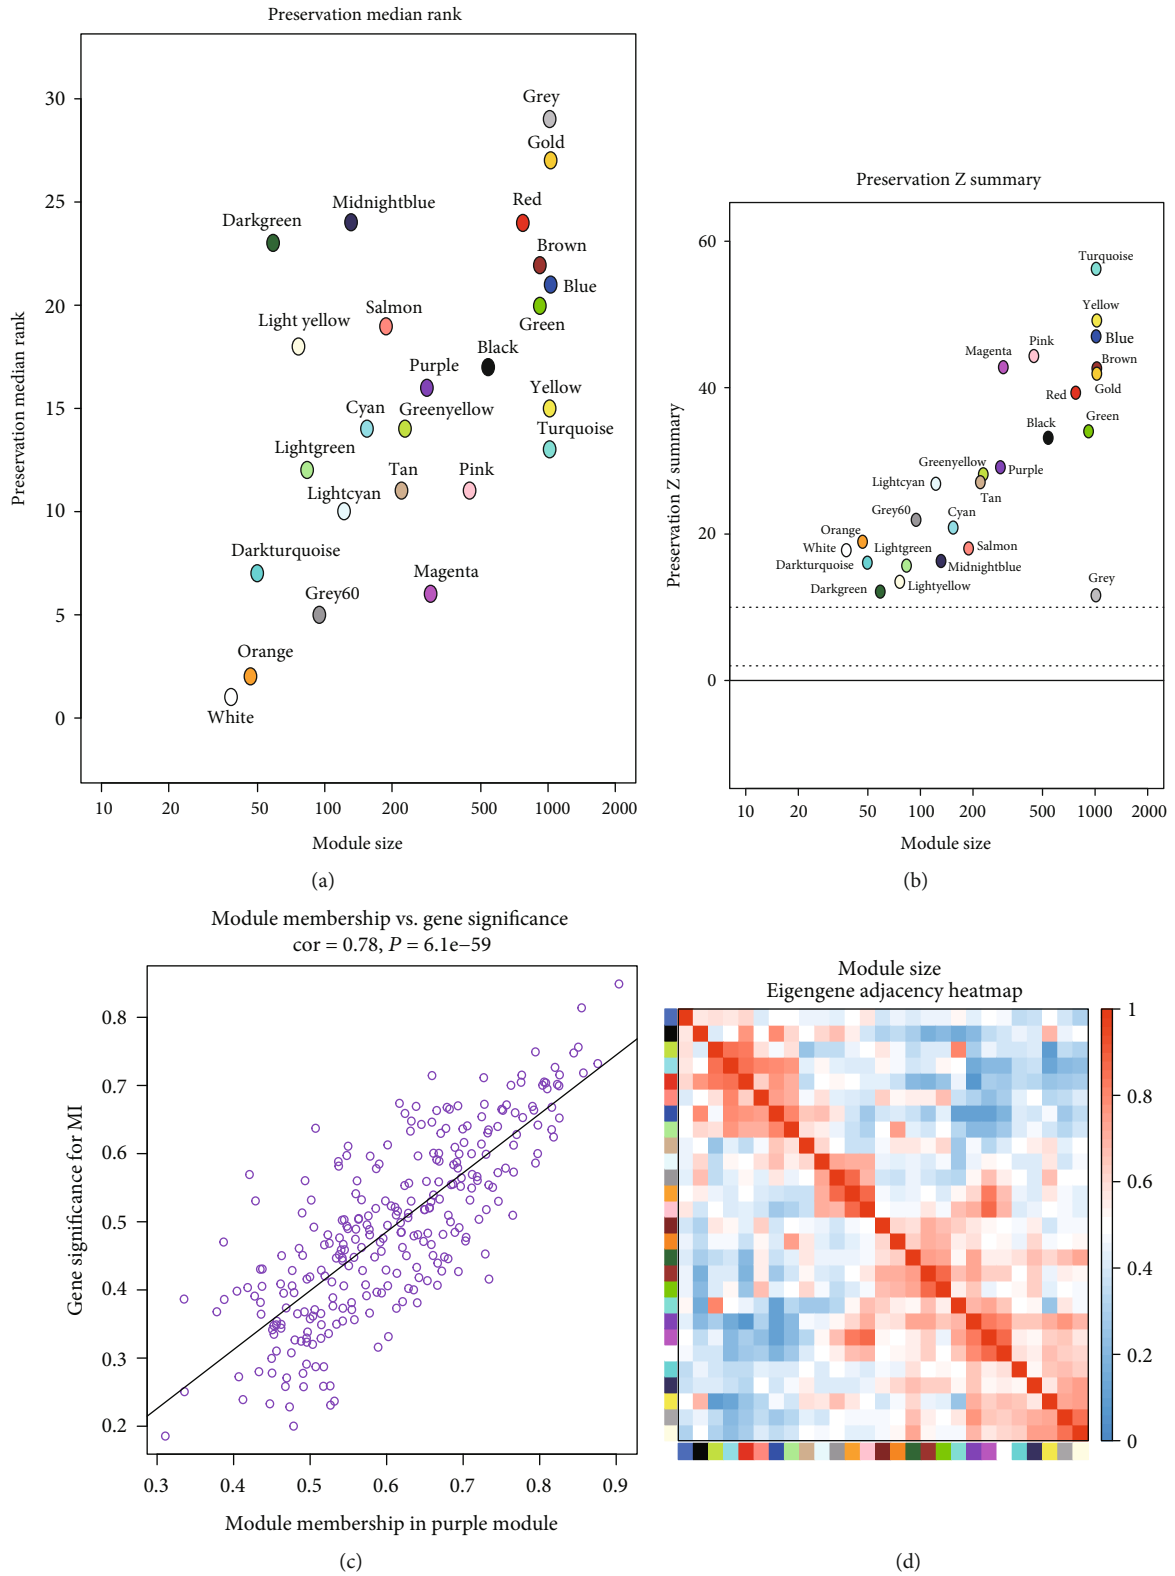 Preservation median rank
Preservation median rank
30
25
20
15
10
5
0
Grey
Gold
Midnightblue
Red
Darkgreen
Brown
Blue
Salmon
Light yellow
Green
Black
Purple
Yellow
Cyan
Greenyellow
Turquoise
Lightgreen
Tan
Pink
Lightcyan
Darkturquoise
Magenta
Grey60
Orange
White
10 20 50 100 200 500 1000 2000
Module size
(a)
Preservation Z summary
Preservation Z summary
60
40
20
0
Turquoise
Yellow
Blue
Pink
Magenta
Brown
Gold
Red
Green
Black
Greenyellow
Purple
Lightcyan
Tan
Grey60
Cyan
Orange
White
Lightgreen
Salmon
Darkturquoise
Midnightblue
Darkgreen
Lightyellow
Grey
10 20 50 100 200 500 1000 2000
Module size
(b)
Module membership vs. gene significance
cor = 0.78, P = 6.1e−59
Gene significance for MI
0.8
0.7
0.6
0.5
0.4
0.3
0.2
0.3 0.4 0.5 0.6 0.7 0.8 0.9
Module membership in purple module
(c)
Module size
Eigengene adjacency heatmap
1
0.8
0.6
0.4
0.2
0
(d)